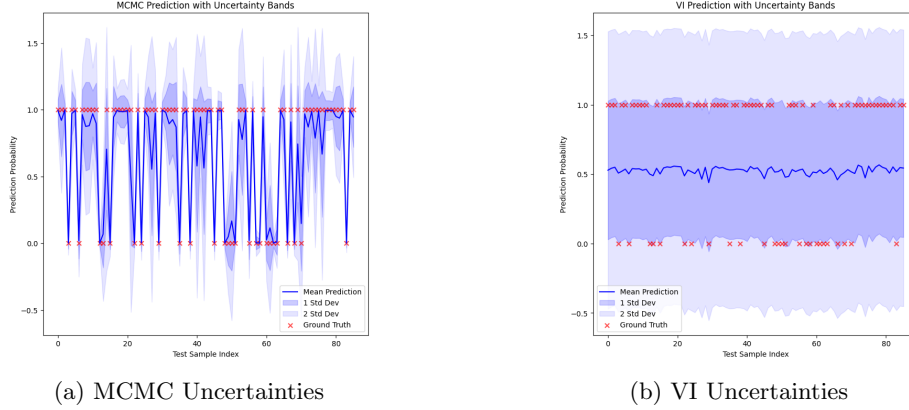 MCMC Prediction with Uncertainty Bands
1.5
1.0
0.5
0.0
−0.5
Prediction Probability
0 20 40 60 80
Test Sample Index
Mean Prediction
1 Std Dev
2 Std Dev
Ground Truth
(a) MCMC Uncertainties
VI Prediction with Uncertainty Bands
1.5
1.0
0.5
0.0
−0.5
Prediction Probability
0 20 40 60 80
Test Sample Index
Mean Prediction
1 Std Dev
2 Std Dev
Ground Truth
(b) VI Uncertainties